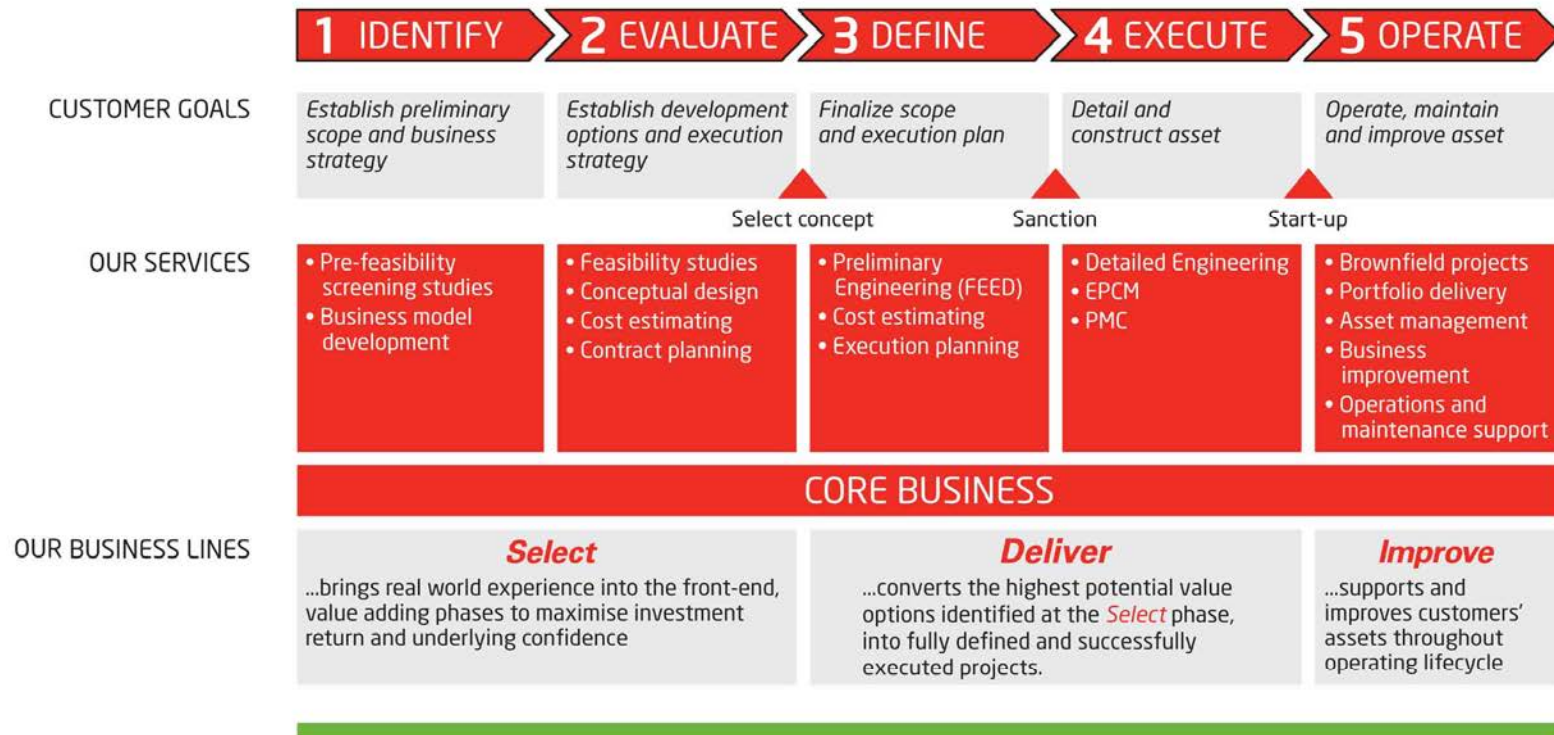 1 IDENTIFY
2 EVALUATE
3 DEFINE
4 EXECUTE
5 OPERATE
CUSTOMER GOALS
Establish preliminary
scope and business
strategy
Establish development
options and execution
strategy
Finalize scope
and execution plan
Detail and
construct asset
Operate, maintain
and improve asset
Select concept
Sanction
Start-up
OUR SERVICES
• Pre-feasibility
screening studies
• Business model
development
• Feasibility studies
• Conceptual design
• Cost estimating
• Contract planning
• Preliminary
Engineering (FEED)
• Cost estimating
• Execution planning
• Detailed Engineering
• EPCM
• PMC
• Brownfield projects
• Portfolio delivery
• Asset management
• Business
improvement
• Operations and
maintenance support
CORE BUSINESS
OUR BUSINESS LINES
Select
...brings real world experience into the front-end,
value adding phases to maximise investment
return and underlying confidence
Deliver
...converts the highest potential value
options identified at the Select phase,
into fully defined and successfully
executed projects.
Improve
...supports and
improves customers'
assets throughout
operating lifecycle